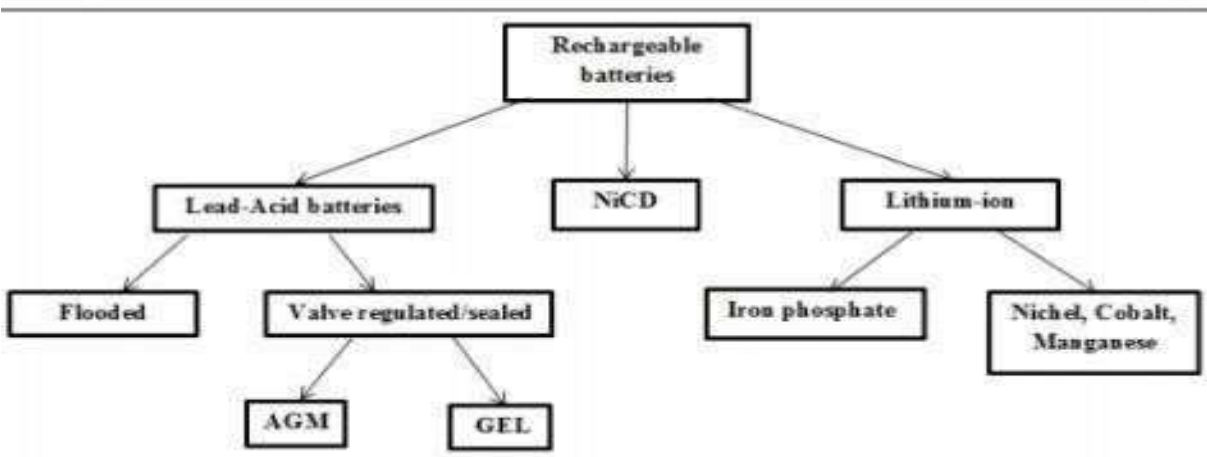 Rechargeable
batteries
Lead-Acid batteries
NiCD
Lithium-ion
Flooded
Valve regulated/sealed
Iron phosphate
Nichel, Cobalt,
Manganese
AGM
GEL